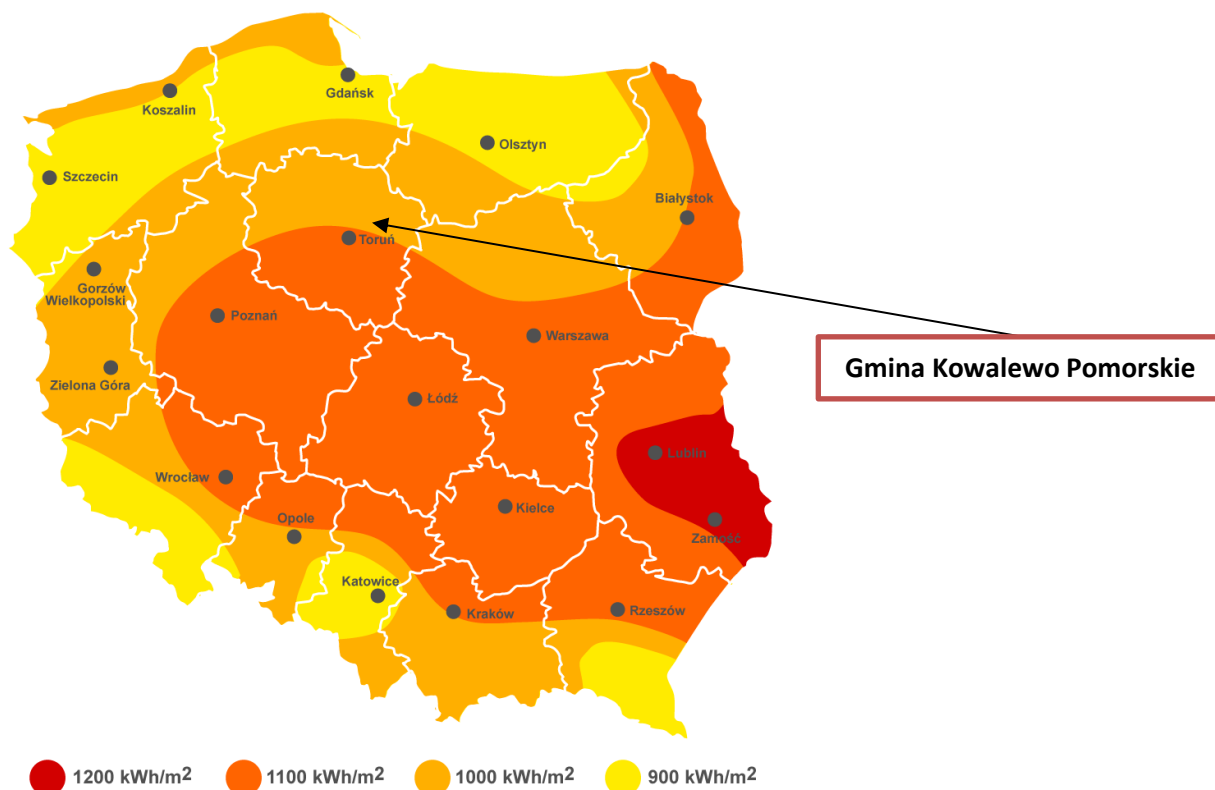 Gdańsk
Koszalin
Olsztyn
Szczecin
Białystok
Toruń
Gorzów
Wielkopolski
Poznań
Warszawa
Gmina Kowalewo Pomorskie
Zielona Góra
Łódź
Lublin
Wrocław
Kielce
Opole
Zamość
Katowice
Kraków
Rzeszów
1200 kWh/m2 1100 kWh/m2 1000 kWh/m2 900 kWh/m2